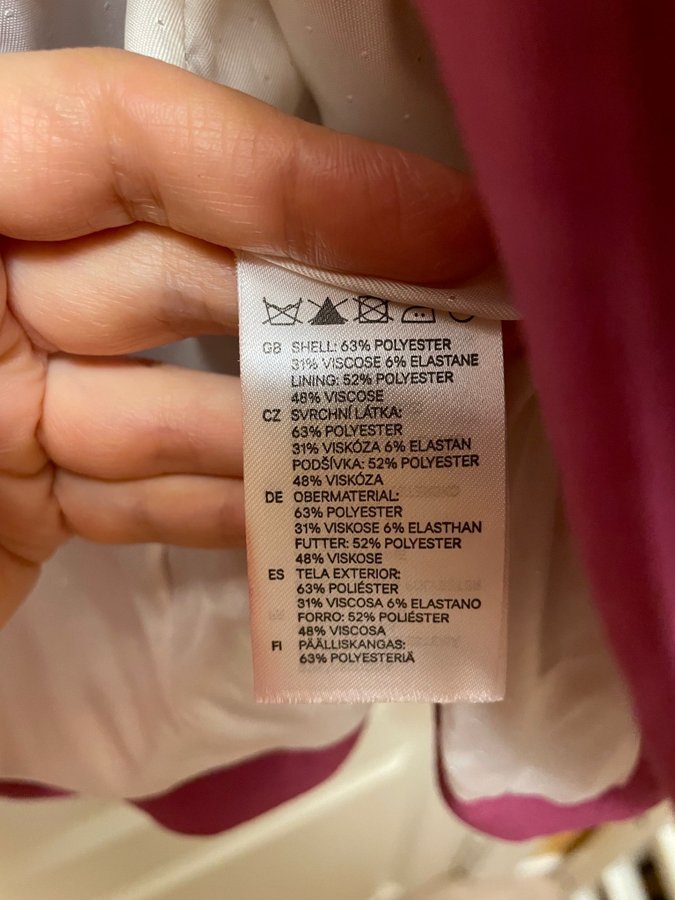 GB SHELL: 63% POLYESTER
31% VISCOSE 6% ELASTANE
LINING: 52% POLYESTER
48% VISCOSE
CZ SVRCHNÍ LÁTKA:
63% POLYESTER
31% VISKÓZA 6% ELASTAN
PODŠÍVKA: 52% POLYESTER
48% VISKÓZA
DE OBERMATERIAL:
63% POLYESTER
31% VISKOSE 6% ELASTHAN
FUTTER: 52% POLYESTER
48% VISKOSE
ES TELA EXTERIOR:
63% POLIÉSTER
31% VISCOSA 6% ELASTANO
FORRO: 52% POLIÉSTER
48% VISCOSA
FI PÄÄLLISKANGAS:
63% POLYESTERIÄ